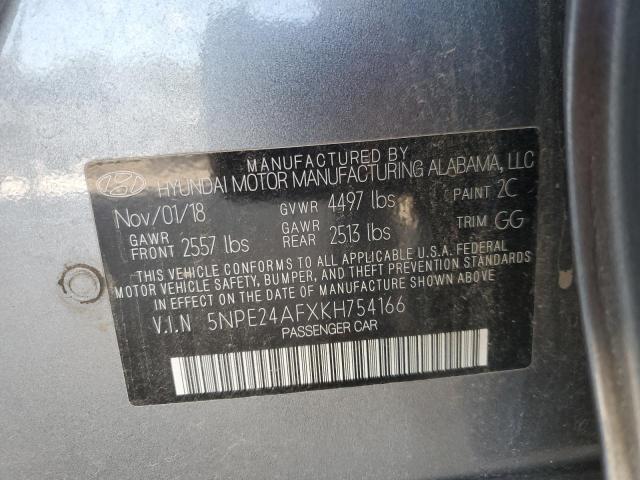 MANUFACTURED BY
HYUNDAI MOTOR MANUFACTURING ALABAMA, LLC
Nov/01/18 GVWR 4497 lbs PAINT 2C
GAWR FRONT 2557 lbs GAWR REAR 2513 lbs TRIM GG
THIS VEHICLE CONFORMS TO ALL APPLICABLE U.S.A. FEDERAL
MOTOR VEHICLE SAFETY, BUMPER, AND THEFT PREVENTION STANDARDS
IN EFFECT ON THE DATE OF MANUFACTURE SHOWN ABOVE.
V.I.N 5NPE24AFXKH754166
PASSENGER CAR